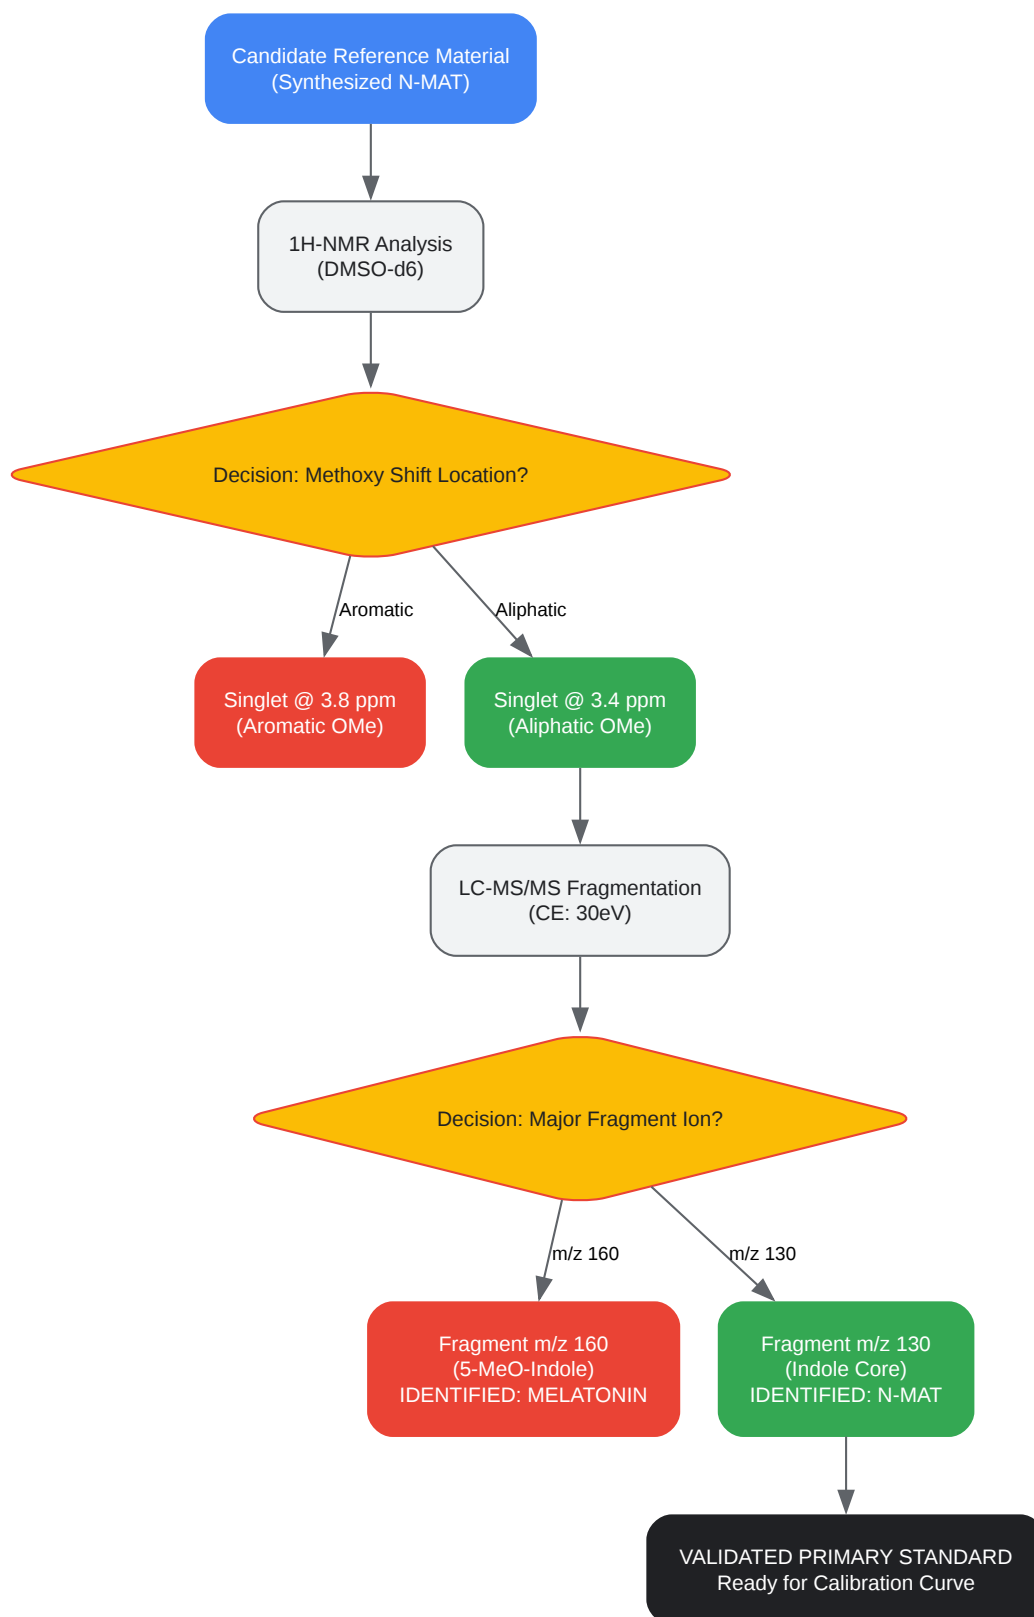 Candidate Reference Material
(Synthesized N-MAT)
1H-NMR Analysis
(DMSO-d6)
Decision: Methoxy Shift Location?
Aromatic
Aliphatic
Singlet @ 3.8 ppm
(Aromatic OMe)
Singlet @ 3.4 ppm
(Aliphatic OMe)
LC-MS/MS Fragmentation
(CE: 30eV)
Decision: Major Fragment Ion?
m/z 160
m/z 130
Fragment m/z 160
(5-MeO-Indole)
IDENTIFIED: MELATONIN
Fragment m/z 130
(Indole Core)
IDENTIFIED: N-MAT
VALIDATED PRIMARY STANDARD
Ready for Calibration Curve